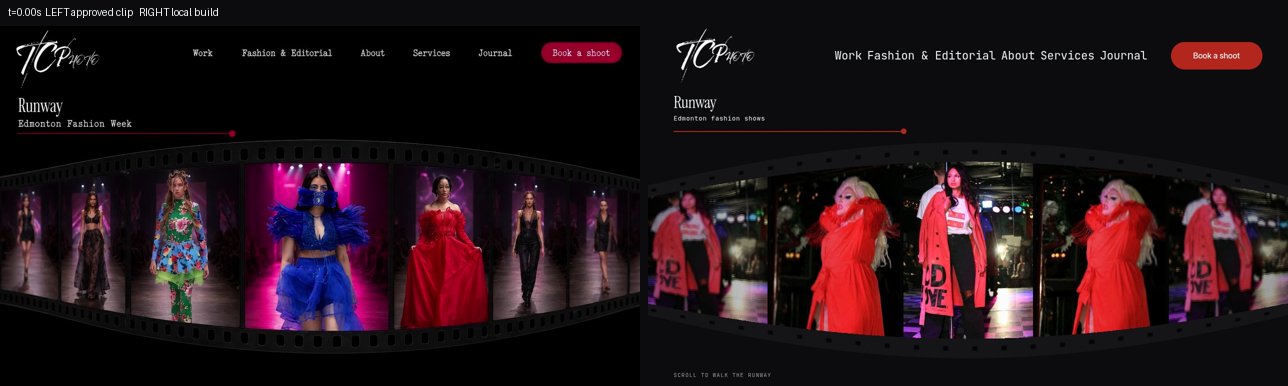 t=0.00s LEFT approved clip RIGHT local build
TCPhoto
Work Fashion & Editorial About Services Journal Book a shoot
Runway
Edmonton Fashion Week
TCPhoto
Work Fashion & Editorial About Services Journal Book a shoot
Runway
Edmonton fashion shows
SCROLL TO WALK THE RUNWAY